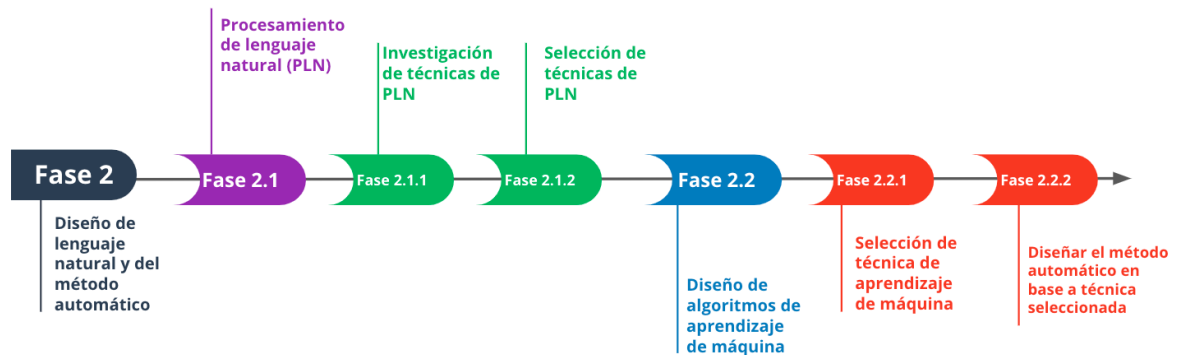 Procesamiento
de lenguaje
natural (PLN)
Investigación
de técnicas de
PLN
Selección de
técnicas de
PLN
Fase 2
Fase 2.1
Fase 2.1.1
Fase 2.1.2
Fase 2.2
Fase 2.2.1
Fase 2.2.2
Diseño de
lenguaje
natural y del
método
automático
Diseño de
algoritmos de
aprendizaje
de máquina
Selección de
técnica de
aprendizaje
de máquina
Diseñar el método
automático en
base a técnica
seleccionada